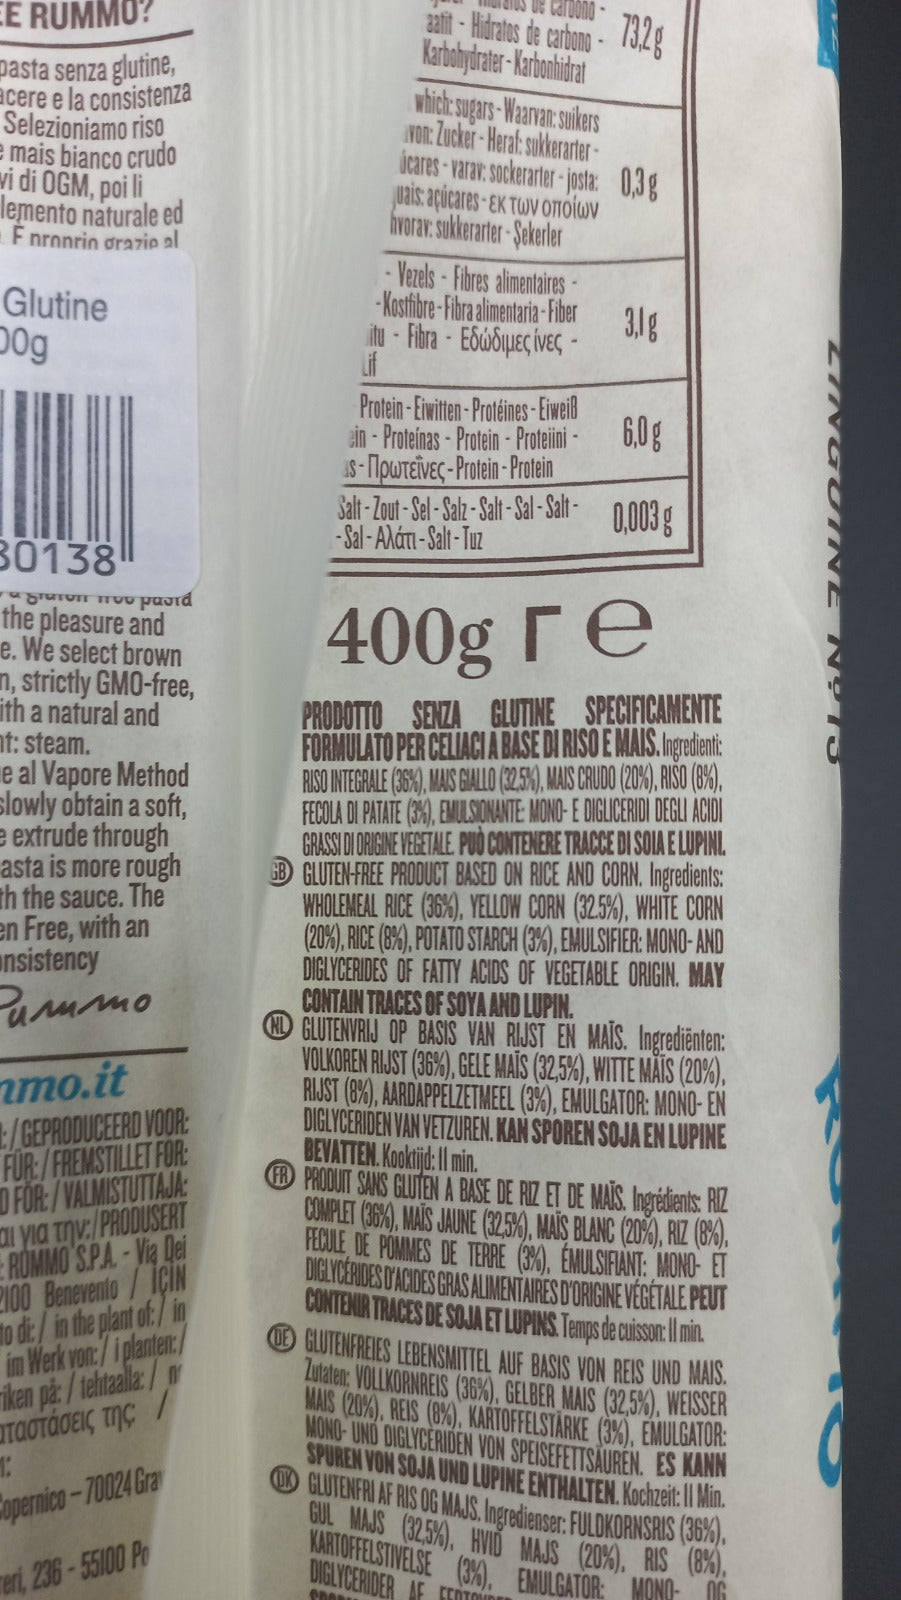 E RUMMO?
pasta senza glutine,
acere e la consistenza
Selezioniamo riso
e mais bianco crudo
vi di OGM, poi li
lemento naturale ed
. È proprio grazie al
Glutine
00g
80138
gluten free pasta
the pleasure and
e. We select brown
n, strictly GMO-free,
ith a natural and
nt: steam.
e al Vapore Method
slowly obtain a soft,
e extrude through
asta is more rough
th the sauce. The
en Free, with an
onsistency
Rummo
mmo.it
:/GEPRODUCEERD VOOR:
FÜR:/FREMSTILLET FOR:
D FÖR:/VALMISTUTTAJA:
αι για την:/PRODUSERT
: RUMMO S.P.A. - Via Dei
2100 Benevento / İÇİN
to di:/ in the plant of:/ in
im Werk von:/ i planten:/
riken på:/ tehtaalla:/
αταστάσεις της /
Copernico – 70024 Gra
eri, 236 - 55100 Po
aatit - Hidratos de carbono - 73,2 g
Karbohydrater - Karbonhidrat
which: sugars - Waarvan: suikers
von: Zucker - Heraf: sukkerarter -
úcares - varav: sockerarter - josta: 0,3 g
quais: açúcares - εκ των οποίων
hvorav: sukkerarter - Şekerler
- Vezels - Fibres alimentaires -
- Kostfibre - Fibra alimentaria - Fiber 3,1 g
itu - Fibra - Εδώδιμες ίνες -
Lif
Protein - Eiwitten - Protéines - Eiweiß
ein - Proteínas - Protein - Proteiini - 6,0 g
as - Πρωτεΐνες - Protein - Protein
Salt - Zout - Sel - Salz - Salt - Sal - Salt - 0,003 g
- Sal - Αλάτι - Salt - Tuz
400g Γ e
PRODOTTO SENZA GLUTINE SPECIFICAMENTE
FORMULATO PER CELIACI A BASE DI RISO E MAIS. Ingredienti:
RISO INTEGRALE (36%), MAIS GIALLO (32,5%), MAIS CRUDO (20%), RISO (8%),
FECOLA DI PATATE (3%), EMULSIONANTE: MONO- E DIGLICERIDI DEGLI ACIDI
GRASSI DI ORIGINE VEGETALE. PUÒ CONTENERE TRACCE DI SOIA E LUPINI.
GB GLUTEN-FREE PRODUCT BASED ON RICE AND CORN. Ingredients:
WHOLEMEAL RICE (36%), YELLOW CORN (32.5%), WHITE CORN
(20%), RICE (8%), POTATO STARCH (3%), EMULSIFIER: MONO- AND
DIGLYCERIDES OF FATTY ACIDS OF VEGETABLE ORIGIN. MAY
CONTAIN TRACES OF SOYA AND LUPIN.
NL GLUTENVRIJ OP BASIS VAN RIJST EN MAÏS. Ingrediënten:
VOLKOREN RIJST (36%), GELE MAÏS (32,5%), WITTE MAÏS (20%),
RIJST (8%), AARDAPPELZETMEEL (3%), EMULGATOR: MONO- EN
DIGLYCERIDEN VAN VETZUREN. KAN SPOREN SOJA EN LUPINE
BEVATTEN. Kooktijd: 11 min.
FR PRODUIT SANS GLUTEN A BASE DE RIZ ET DE MAÏS. Ingrédients: RIZ
COMPLET (36%), MAÏS JAUNE (32,5%), MAÏS BLANC (20%), RIZ (8%),
FECULE DE POMMES DE TERRE (3%), ÉMULSIFIANT: MONO- ET
DIGLYCÉRIDES D'ACIDES GRAS ALIMENTAIRES D'ORIGINE VÉGÉTALE. PEUT
CONTENIR TRACES DE SOJA ET LUPINS. Temps de cuisson: 11 min.
DE GLUTENFREIES LEBENSMITTEL AUF BASIS VON REIS UND MAIS.
Zutaten: VOLLKORNREIS (36%), GELBER MAIS (32,5%), WEISSER
MAIS (20%), REIS (8%), KARTOFFELSTÄRKE (3%), EMULGATOR:
MONO- UND DIGLYCERIDEN VON SPEISEFETTSÄUREN. ES KANN
SPUREN VON SOJA UND LUPINE ENTHALTEN. Kochzeit: 11 Min.
DK GLUTENFRI AF RIS OG MAJS. Ingredienser: FULDKORNSRIS (36%),
GUL MAJS (32,5%), HVID MAJS (20%), RIS (8%),
KARTOFFELSTIVELSE (3%), EMULGATOR: MONO- OG
DIGLYCERIDER AF
LINGUINE Nº13
RUMMO